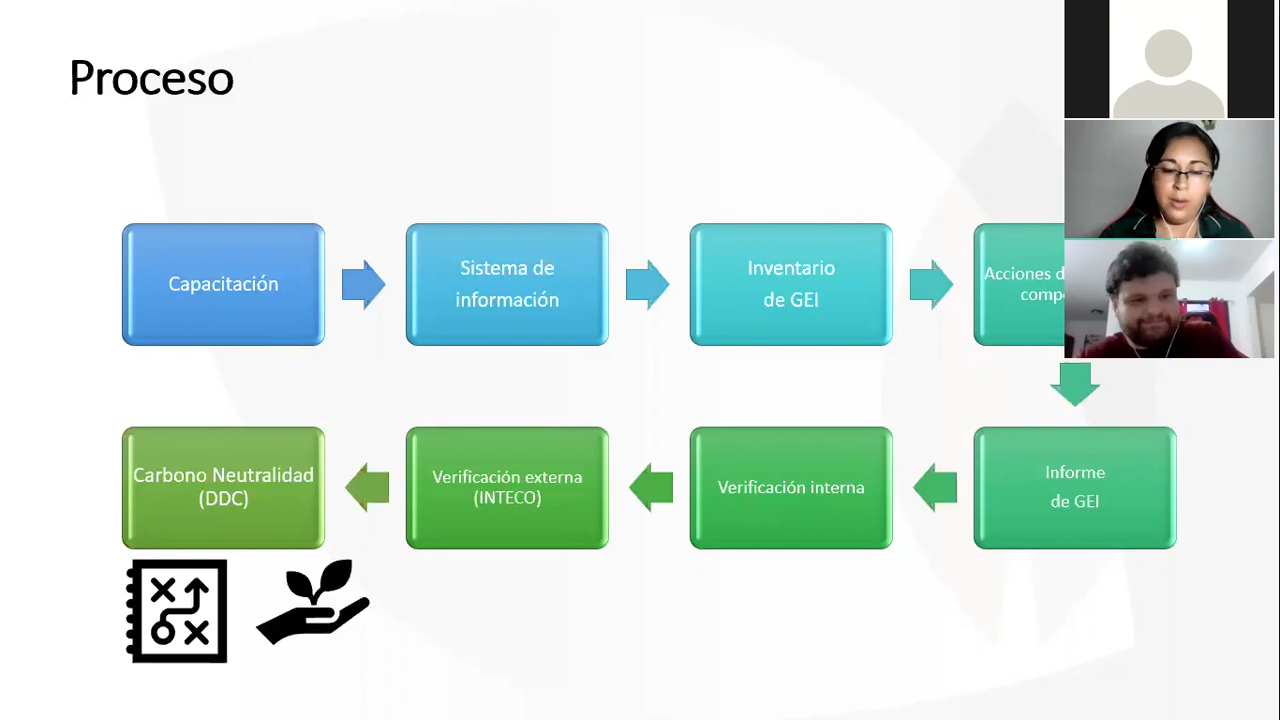 Proceso
Capacitación
Sistema de
información
Inventario
de GEI
Acciones
Informe
de GEI
Verificación interna
Verificación externa
(INTECO)
Carbono Neutralidad
(DDC)